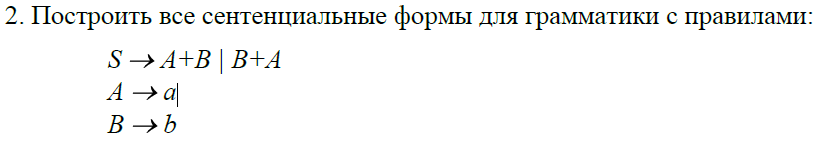 2. Построить все сентенциальные формы для грамматики с правилами:
S → A+B | B+A
A → a|
B → b